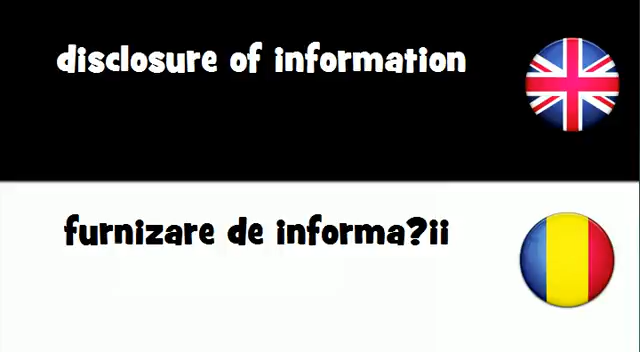 disclosure of information
furnizare de informa?ii